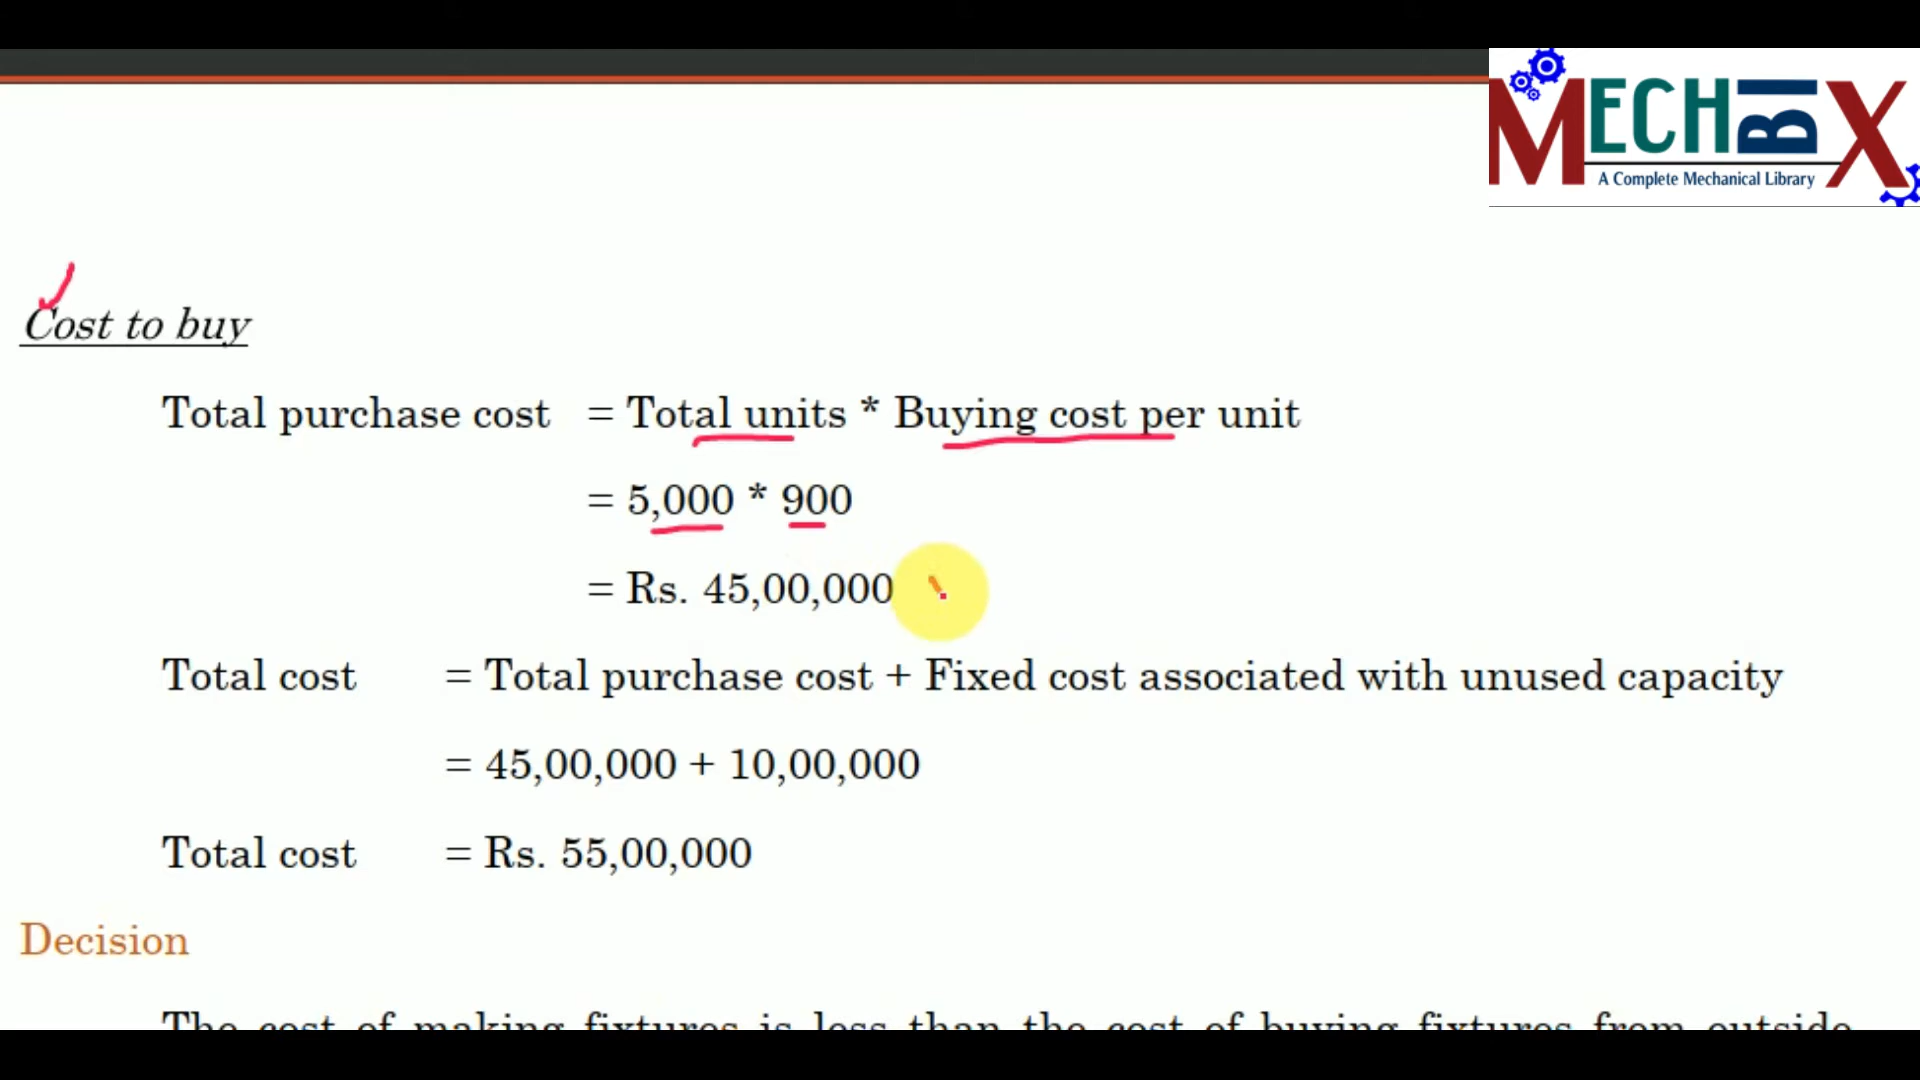 MECHBIX
A Complete Mechanical Library
Cost to buy
Total purchase cost = Total units * Buying cost per unit
= 5,000 * 900
= Rs. 45,00,000
Total cost = Total purchase cost + Fixed cost associated with unused capacity
= 45,00,000 + 10,00,000
Total cost = Rs. 55,00,000
Decision
The cost of making fixtures is less than the cost of buying fixtures from outside